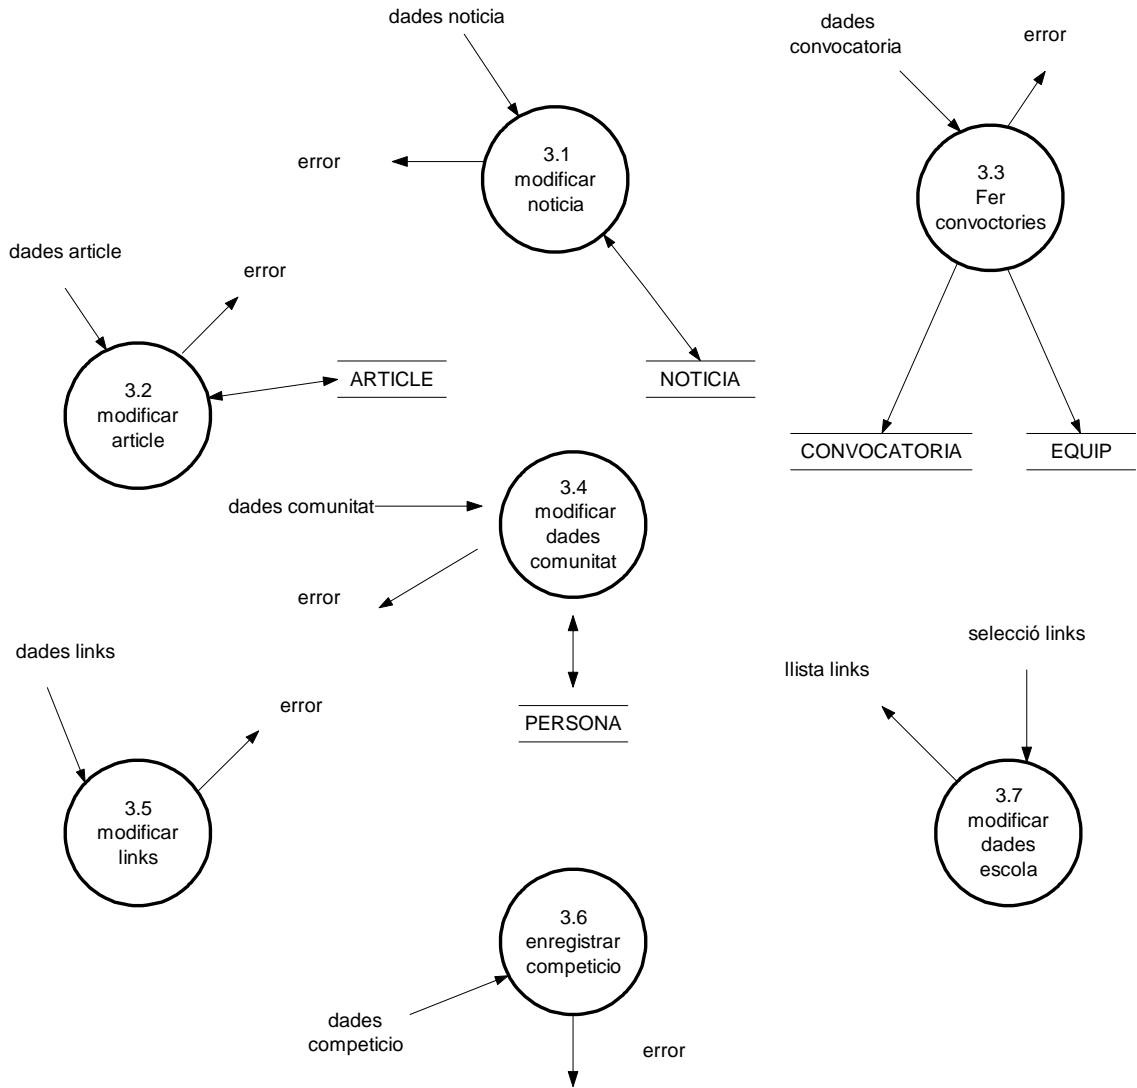 dades noticia
dades
convocatoria
error
error
3.1
modificar
noticia
3.3
Fer
convoctories
dades article
error
3.2
modificar
article
ARTICLE
NOTICIA
CONVOCATORIA
EQUIP
dades comunitat
3.4
modificar
dades
comunitat
error
dades links
error
PERSONA
selecció links
llista links
3.5
modificar
links
3.7
modificar
dades
escola
3.6
enregistrar
competicio
dades
competicio
error